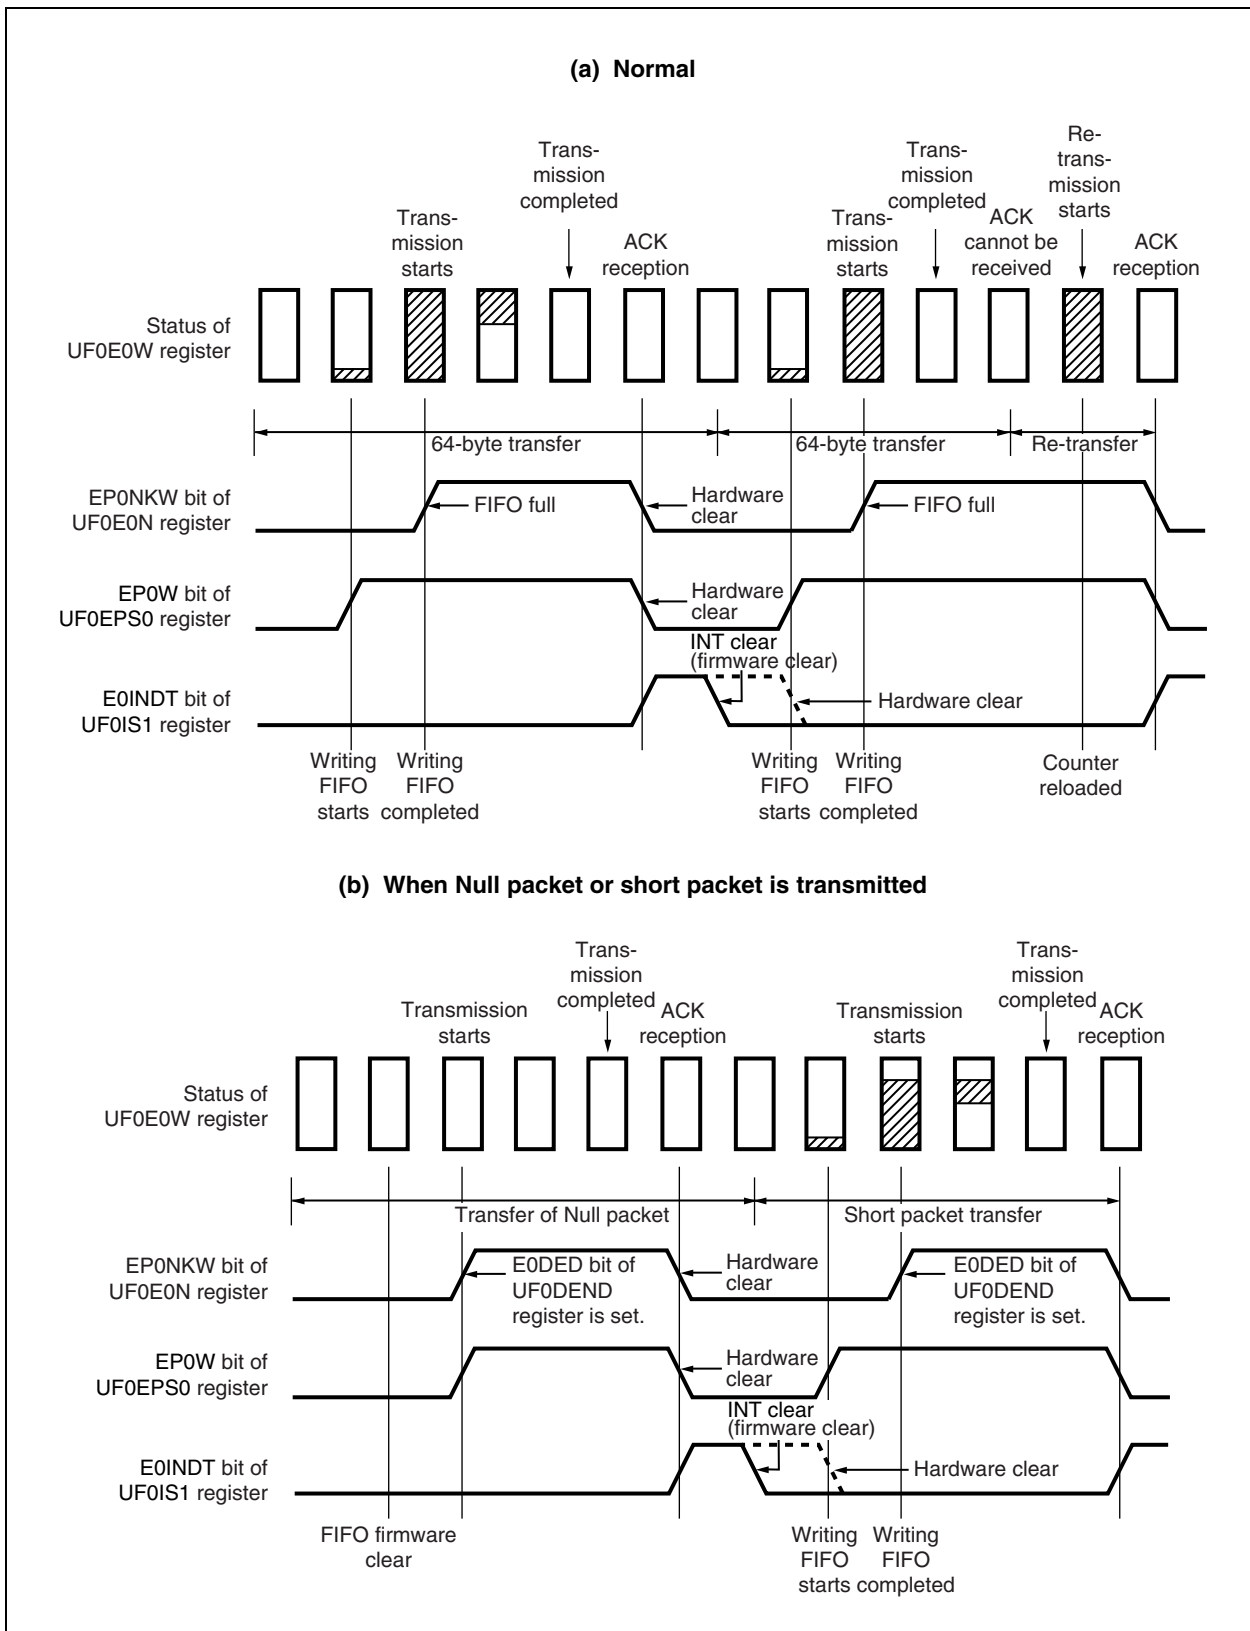 (a) Normal
Trans-
mission
completed
Trans-
mission
completed
Re-
trans-
mission
starts
Trans-
mission
starts
ACK
reception
Trans-
mission
starts
ACK
cannot be
received
ACK
reception
Status of
UF0E0W register
64-byte transfer
64-byte transfer
Re-transfer
EP0NKW bit of
UF0E0N register
FIFO full
Hardware
clear
FIFO full
EP0W bit of
UF0EPS0 register
Hardware
clear
INT clear
(firmware clear)
E0INDT bit of
UF0IS1 register
Hardware clear
Writing
FIFO
starts
Writing
FIFO
completed
Writing
FIFO
starts
Writing
FIFO
completed
Counter
reloaded
(b) When Null packet or short packet is transmitted
Trans-
mission
completed
Trans-
mission
completed
Transmission
starts
ACK
reception
Transmission
starts
ACK
reception
Status of
UF0E0W register
Transfer of Null packet
Short packet transfer
EP0NKW bit of
UF0E0N register
E0DED bit of
UF0DEND
register is set.
Hardware
clear
E0DED bit of
UF0DEND
register is set.
EP0W bit of
UF0EPS0 register
Hardware
clear
INT clear
(firmware clear)
E0INDT bit of
UF0IS1 register
Hardware clear
FIFO firmware
clear
Writing
FIFO
starts
Writing
FIFO
completed